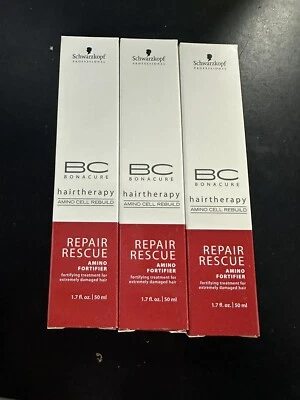 Schwarzkopf
PROFESSIONAL
BC
BONACURE
hairtherapy
AMINO CELL REBUILD
REPAIR
RESCUE
AMINO
FORTIFIER
fortifying treatment for
extremely damaged hair
1.7 fl. oz. | 50 ml
Schwarzkopf
PROFESSIONAL
BC
BONACURE
hairtherapy
AMINO CELL REBUILD
REPAIR
RESCUE
AMINO
FORTIFIER
fortifying treatment for
extremely damaged hair
1.7 fl. oz. | 50 ml
Schwarzkopf
PROFESSIONAL
BC
BONACURE
hairtherapy
AMINO CELL REBUILD
REPAIR
RESCUE
AMINO
FORTIFIER
fortifying treatment for
extremely damaged hair
1.7 fl. oz. | 50 ml